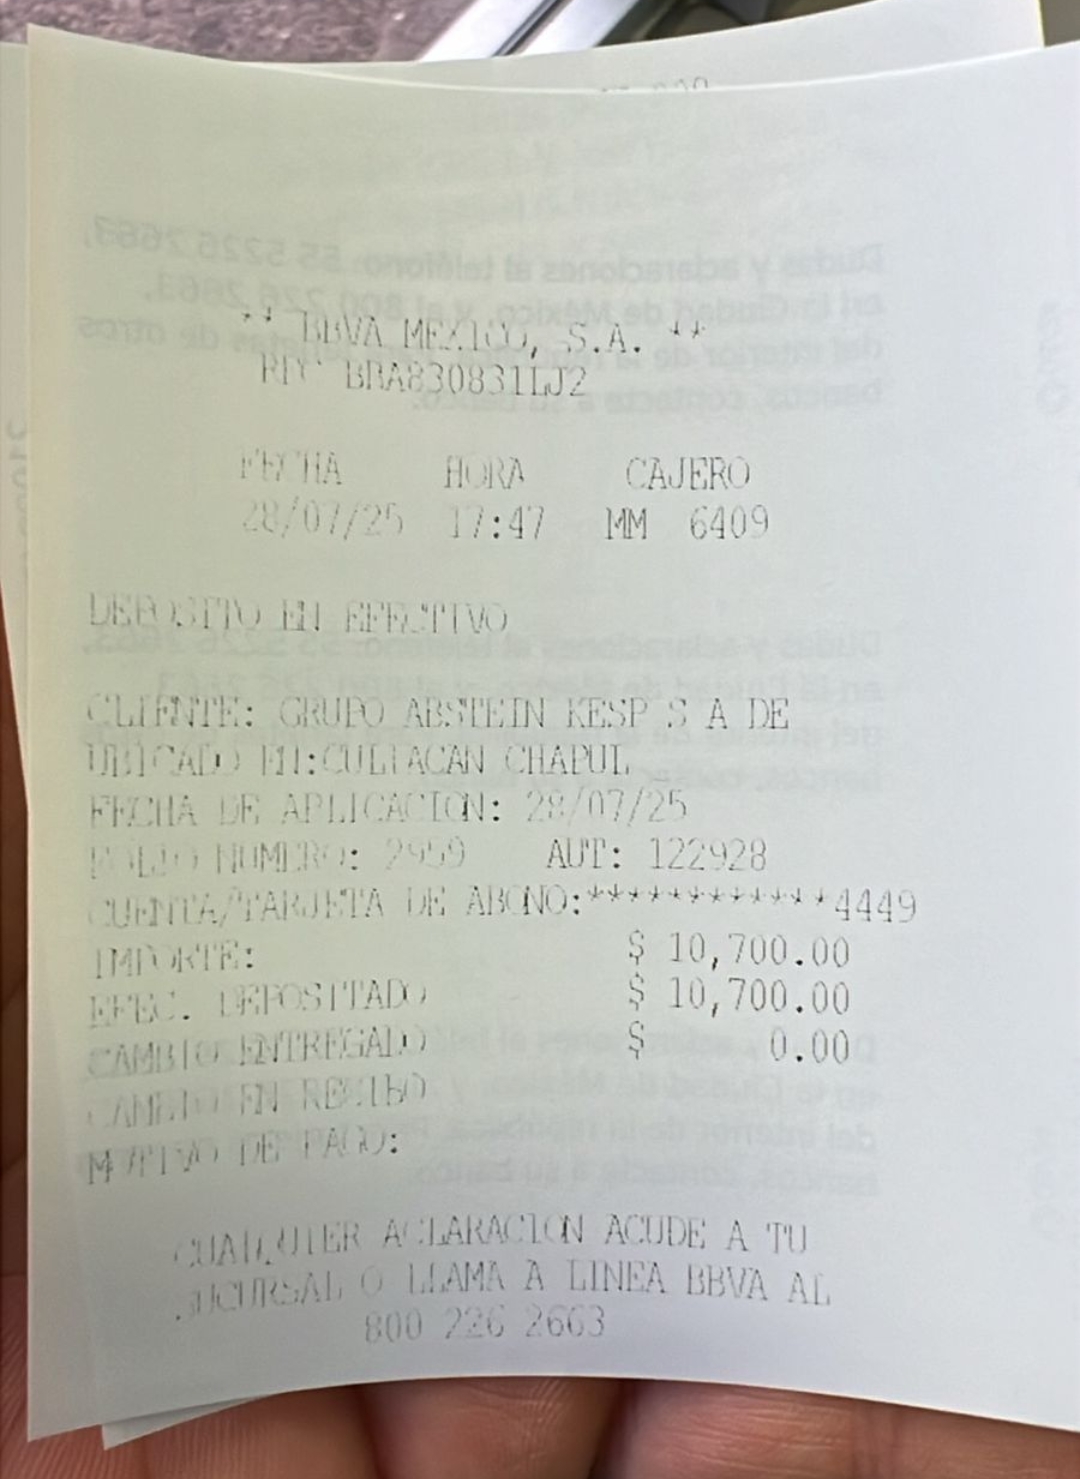 ** BBVA MEXICO, S.A. **
RFC BBA830831LJ2
FECHA HORA CAJERO
28/07/25 17:47 MM 6409
DEPOSITO EN EFECTIVO
CLIENTE: GRUPO ABSTEIN KESP S A DE
UBICADO EN:CULIACAN CHAPUL
FECHA DE APLICACION: 28/07/25
FOLIO NUMERO: 2959 AUT: 122928
CUENTA/TARJETA DE ABONO:************4449
IMPORTE: $ 10,700.00
EFEC. DEPOSITADO $ 10,700.00
CAMBIO ENTREGADO $ 0.00
CAMBIO EN RECIBO
MOTIVO DE PAGO:
CUALQUIER ACLARACION ACUDE A TU
SUCURSAL O LLAMA A LINEA BBVA AL
800 226 2663